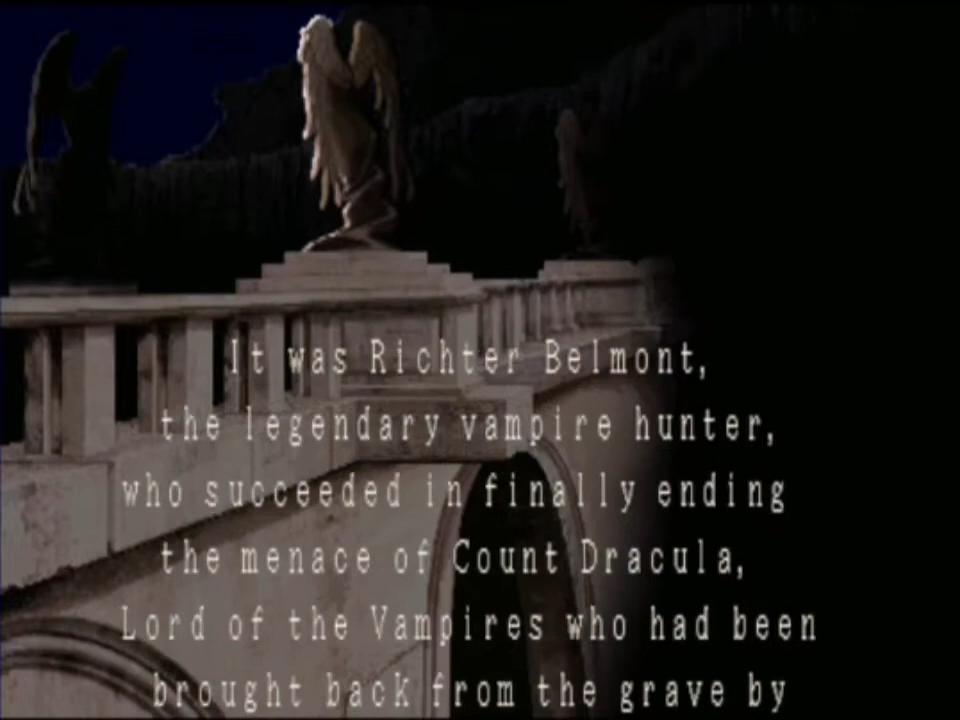 It was Richter Belmont,
the legendary vampire hunter,
who succeeded in finally ending
the menace of Count Dracula,
Lord of the Vampires who had been
brought back from the grave by